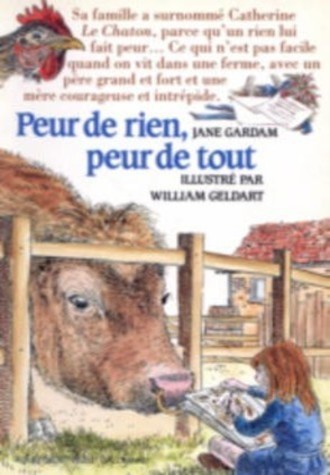 Sa famille a surnommé Catherine
Le Chaton, parce qu'un rien lui
fait peur... Ce qui n'est pas facile
quand on vit dans une ferme, avec un
père grand et fort et une
mère courageuse et intrépide.
Peur de rien, JANE GARDAM
peur de tout
ILLUSTRÉ PAR
WILLIAM GELDART